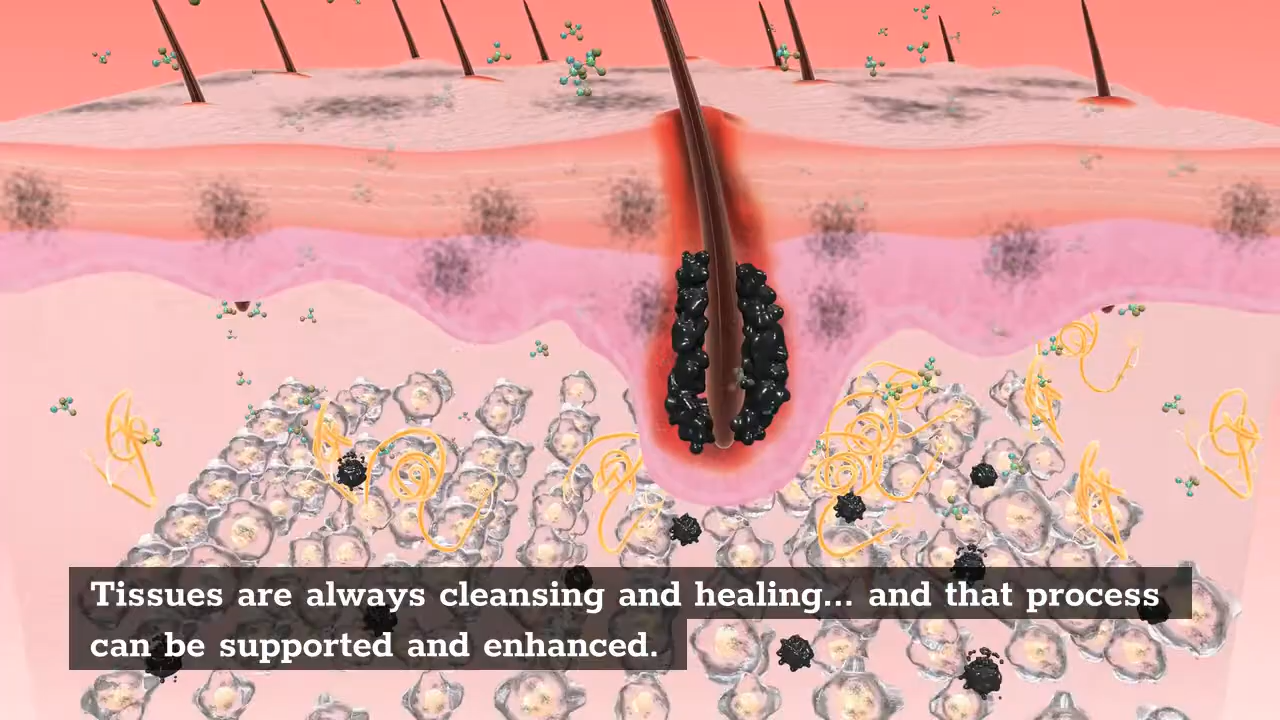 Tissues are always cleansing and healing... and that process
can be supported and enhanced.